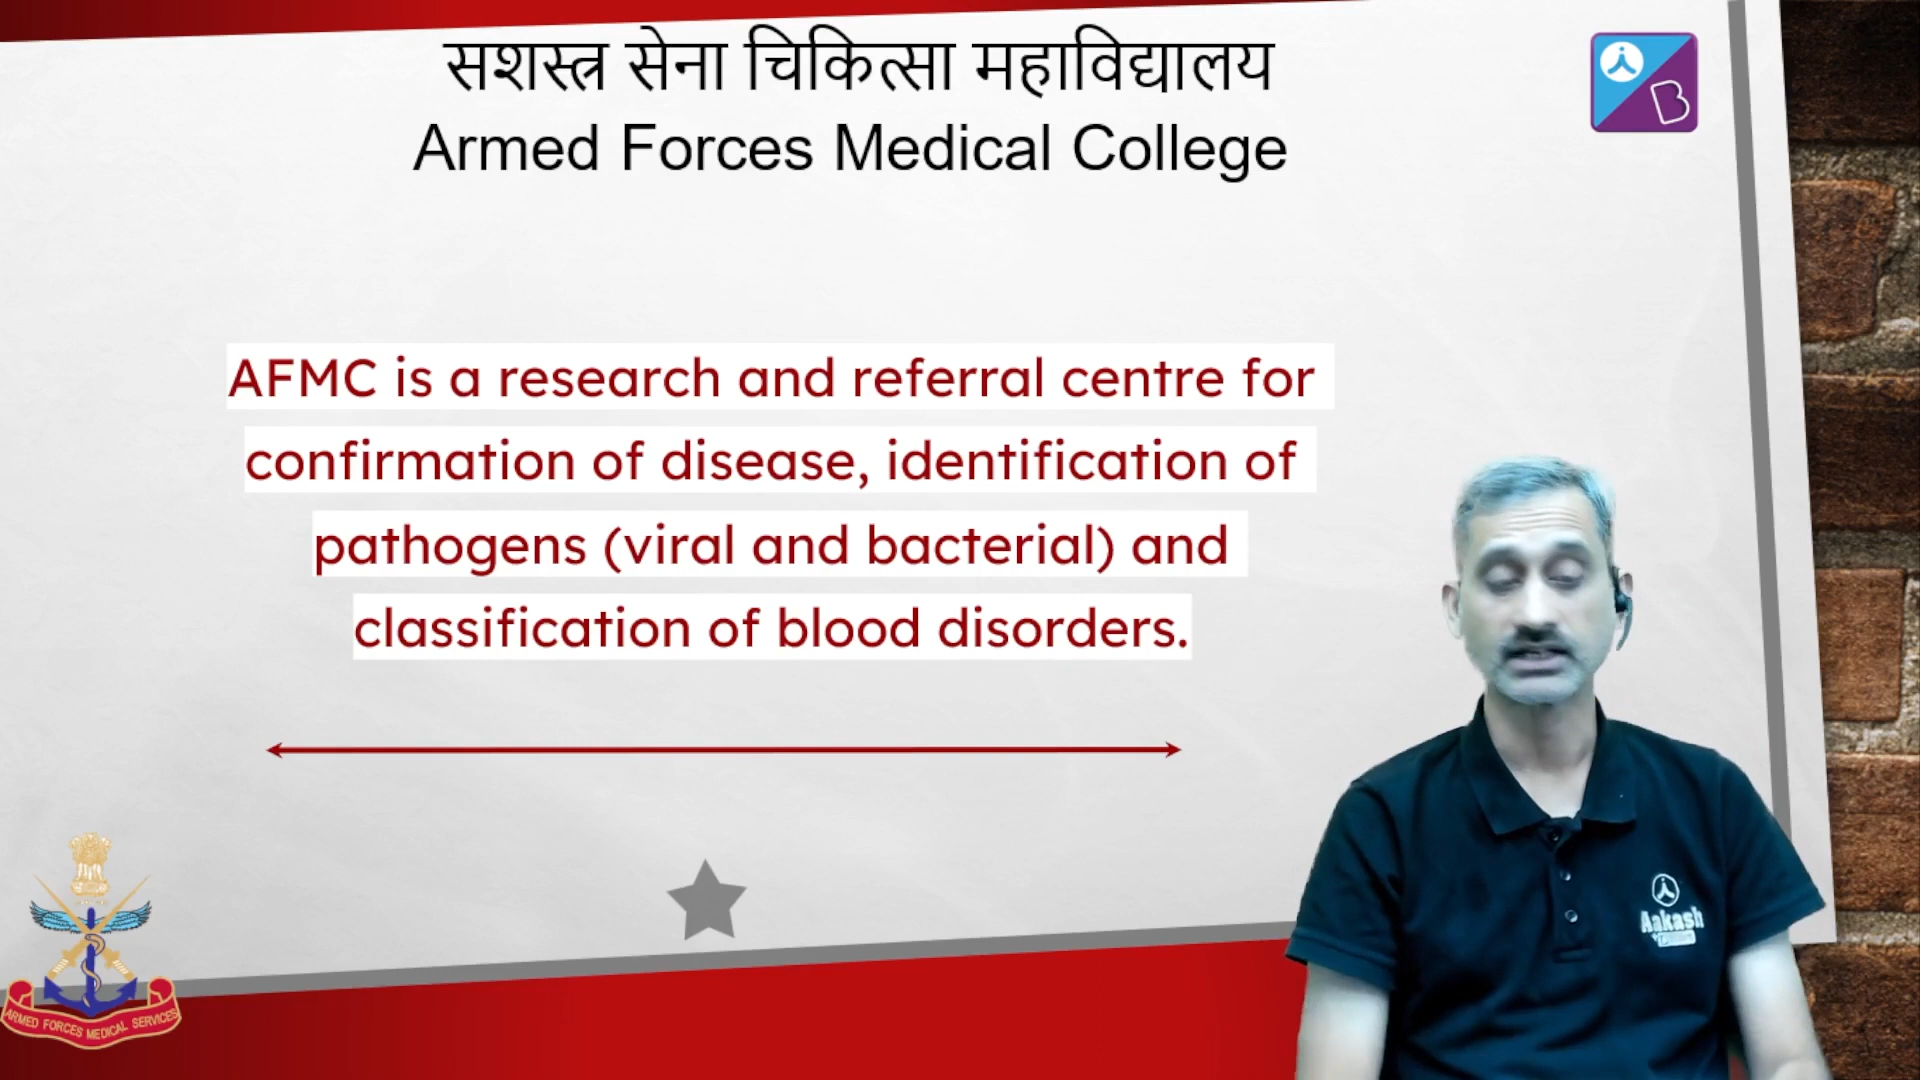 सशस्त्र सेना चिकित्सा महाविद्यालय
Armed Forces Medical College
AFMC is a research and referral centre for
confirmation of disease, identification of
pathogens (viral and bacterial) and
classification of blood disorders.
B
Aakash
ARMED FORCES MEDICAL SERVICES